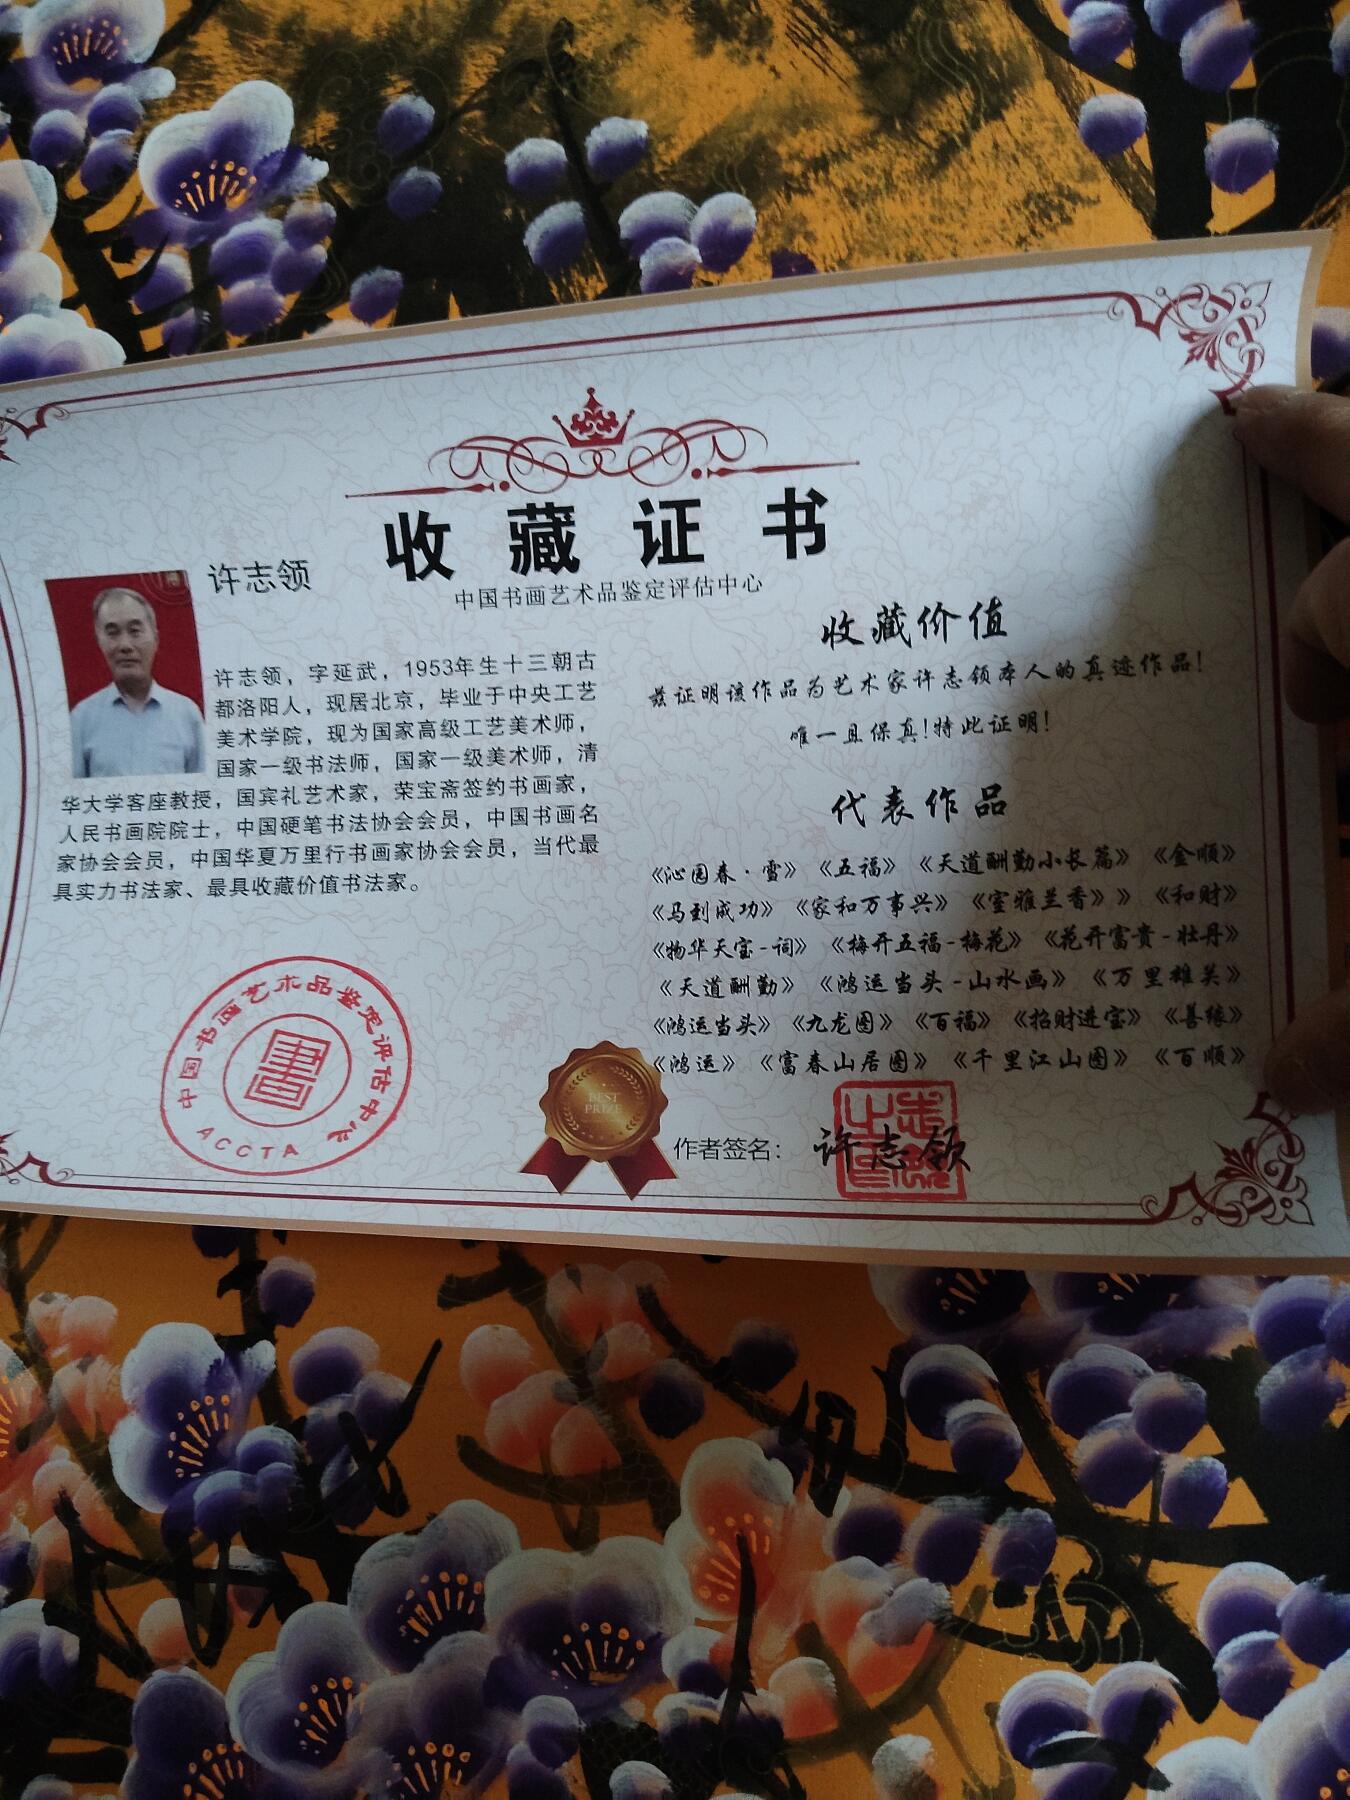 收藏证书
中国书画艺术品鉴定评估中心
许志领
许志领，字延武，1953年生十三朝古
都洛阳人，现居北京，毕业于中央工艺
美术学院，现为国家高级工艺美术师，
国家一级书法师，国家一级美术师，清
华大学客座教授，国宾礼艺术家，荣宝斋签约书画家，
人民书画院院士，中国硬笔书法协会会员，中国书画名
家协会会员，中国华夏万里行书画家协会会员，当代最
具实力书法家、最具收藏价值书法家。
中国书画艺术品鉴定评估中心
書
ACCTA
收藏价值
兹证明该作品为艺术家许志领本人的真迹作品！
唯一且保真！特此证明！
代表作品
《沁园春·雪》《五福》《天道酬勤小长篇》《金顺》
《马到成功》《家和万事兴》《室雅兰香》》《和财》
《物华天宝-词》《梅开五福-梅花》《花开富贵-牡丹》
《天道酬勤》《鸿运当头-山水画》《万里雄关》
《鸿运当头》《九龙图》《百福》《招财进宝》《善缘》
《鸿运》《富春山居图》《千里江山图》《百顺》
BEST
PRIZE
作者签名：许志领